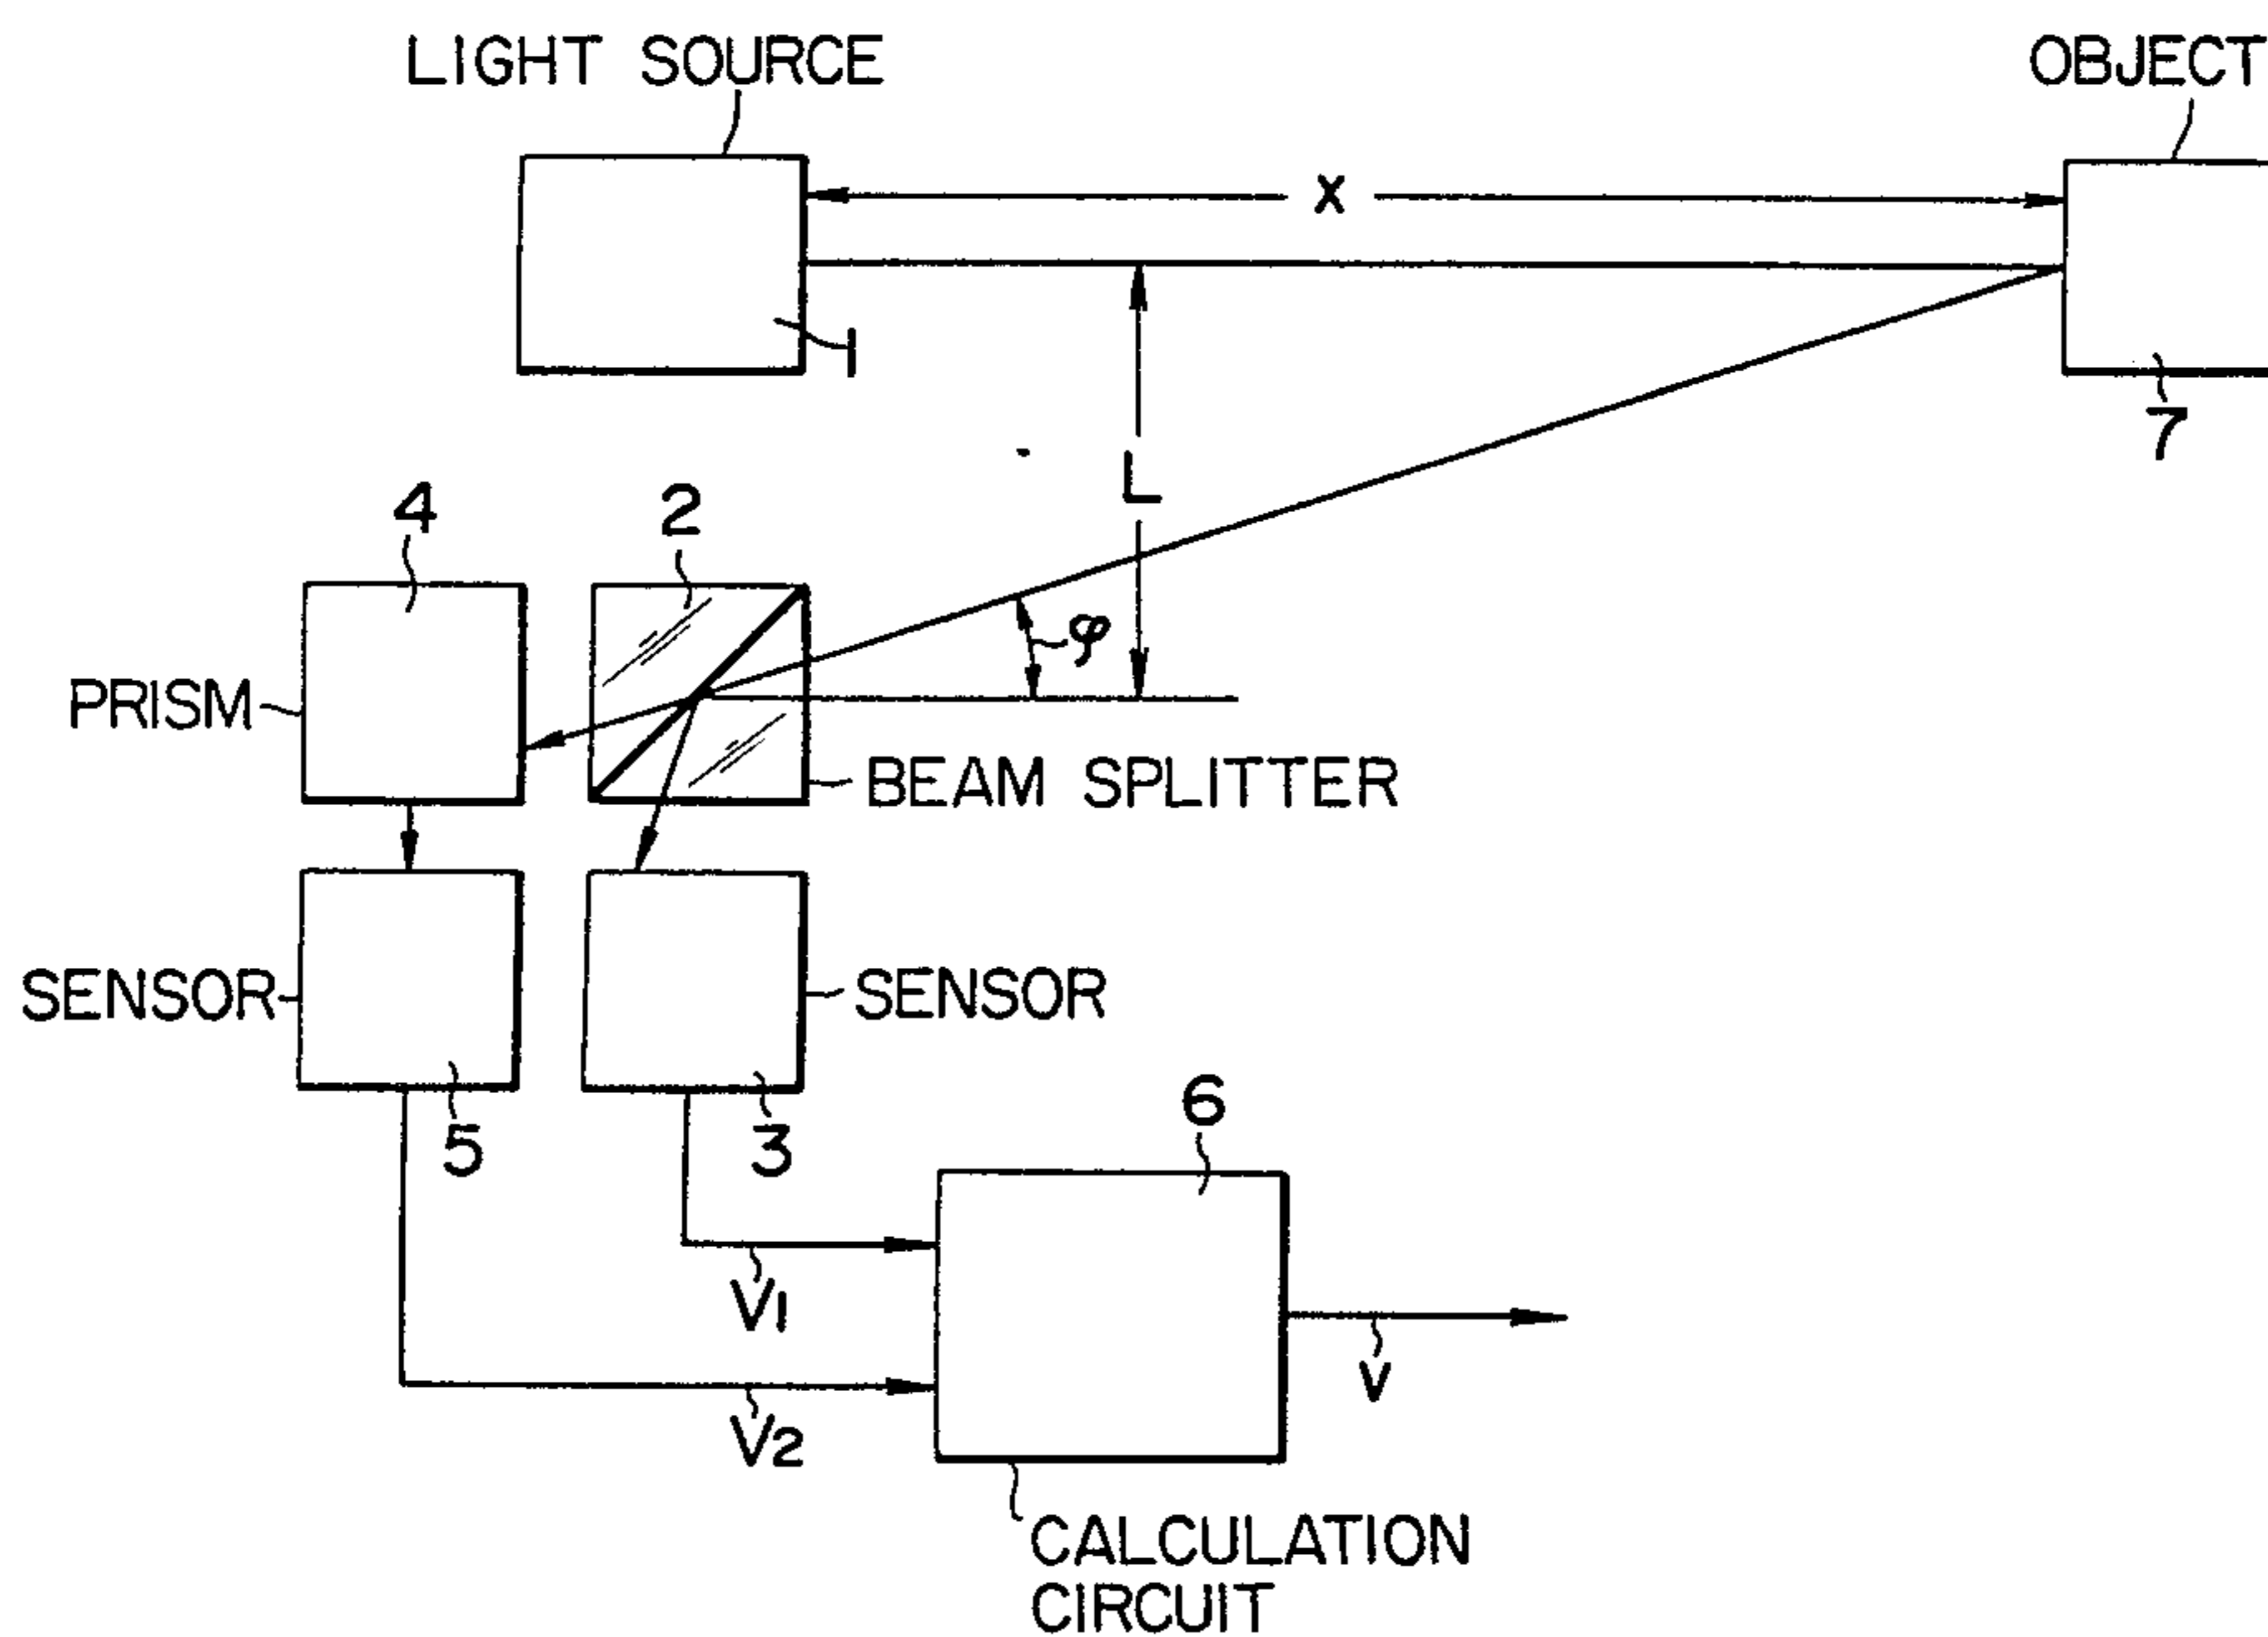 LIGHT SOURCE
OBJECT
X
1
L
7
4
2
φ
PRISM
BEAM SPLITTER
SENSOR
SENSOR
5
3
6
V1
V
V2
CALCULATION
CIRCUIT